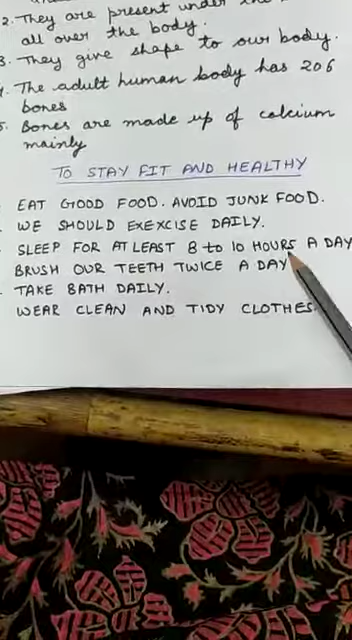 2. They are present under the
all over the body.
3. They give shape to our body.
4. The adult human body has 206
bones
5. Bones are made up of calcium
mainly
TO STAY FIT AND HEALTHY
EAT GOOD FOOD. AVOID JUNK FOOD.
WE SHOULD EXEXCISE DAILY.
SLEEP FOR AT LEAST 8 to 10 HOURS A DAY
BRUSH OUR TEETH TWICE A DAY
TAKE BATH DAILY.
WEAR CLEAN AND TIDY CLOTHES.